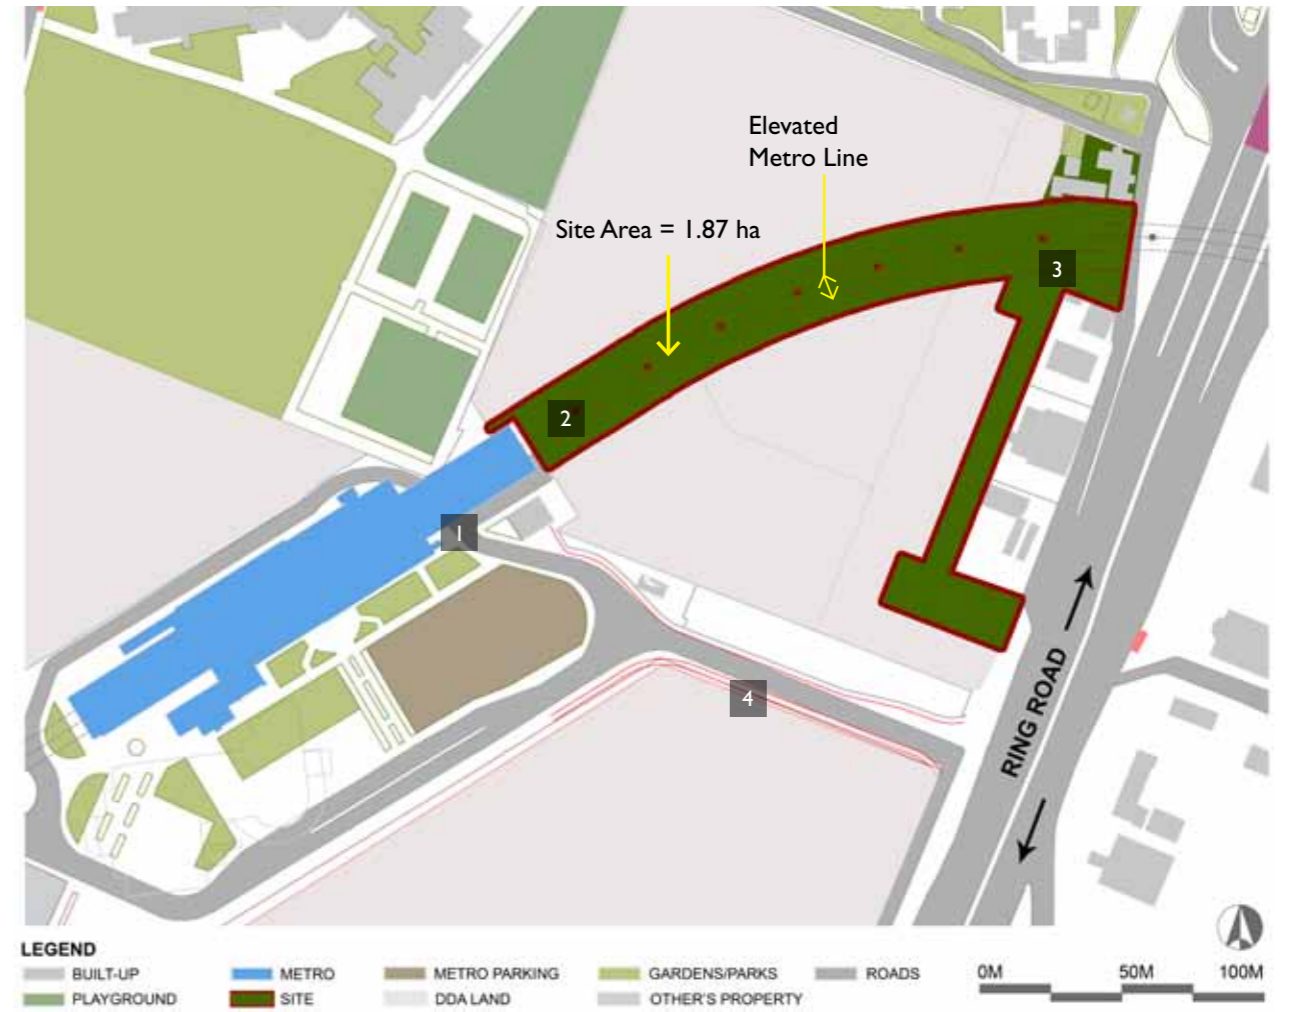 Elevated
Metro Line
Site Area = 1.87 ha
3
2
1
4
RING ROAD
LEGEND
BUILT-UP
METRO
METRO PARKING
GARDENS/PARKS
ROADS
PLAYGROUND
SITE
DDA LAND
OTHER'S PROPERTY
0M 50M 100M